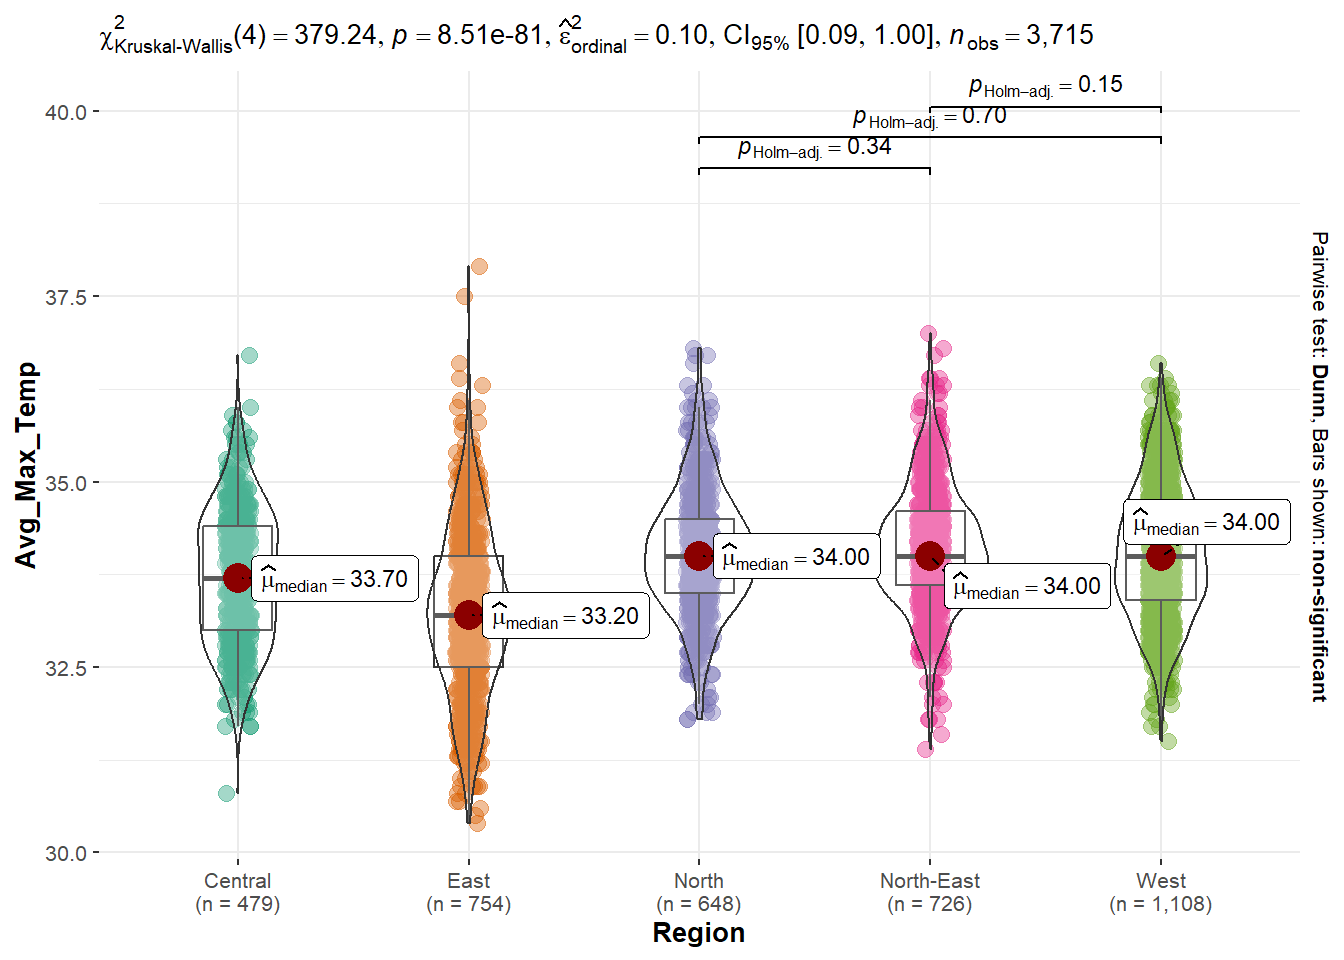 χ²Kruskal-Wallis(4) = 379.24, p = 8.51e-81, ε̂²ordinal = 0.10, CI95% [0.09, 1.00], nobs = 3,715
pHolm–adj. = 0.15
pHolm–adj. = 0.70
pHolm–adj. = 0.34
40.0
37.5
35.0
32.5
30.0
Avg_Max_Temp
μ̂median = 33.70
μ̂median = 33.20
μ̂median = 34.00
μ̂median = 34.00
μ̂median = 34.00
Pairwise test: Dunn, Bars shown: non-significant
Central
(n = 479)
East
(n = 754)
North
(n = 648)
North-East
(n = 726)
West
(n = 1,108)
Region